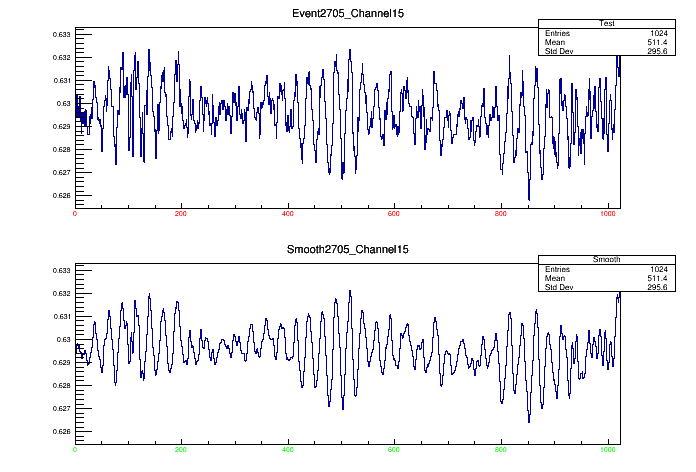 Event2705_Channel15
Test
Entries 1024
Mean 511.4
Std Dev 295.6
0.633
0.632
0.631
0.63
0.629
0.628
0.627
0.626
0 200 400 600 800 1000
Smooth2705_Channel15
Smooth
Entries 1024
Mean 511.4
Std Dev 295.6
0.633
0.632
0.631
0.63
0.629
0.628
0.627
0.626
0 200 400 600 800 1000